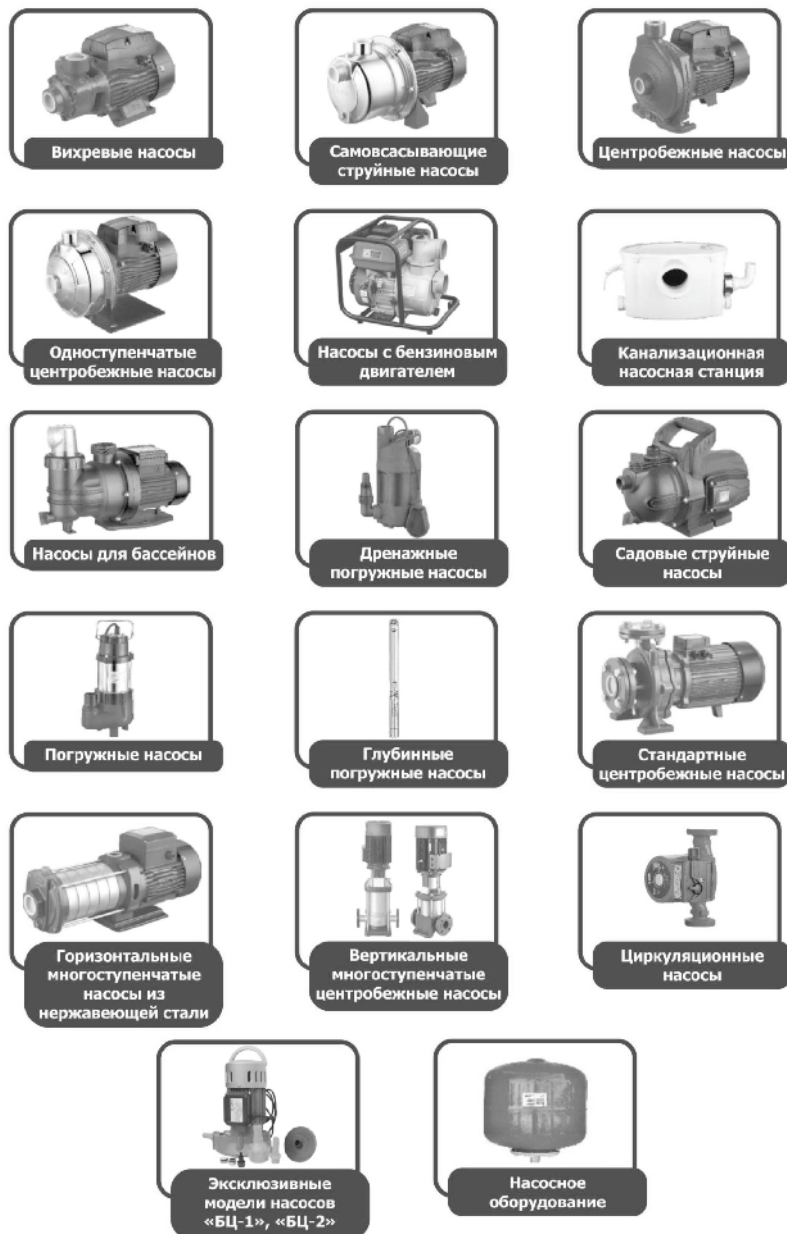 Вихревые насосы
Самовсасывающие
струйные насосы
Центробежные насосы
Одноступенчатые
центробежные насосы
Насосы с бензиновым
двигателем
Канализационная
насосная станция
Насосы для бассейнов
Дренажные
погружные насосы
Садовые струйные
насосы
Погружные насосы
Глубинные
погружные насосы
Стандартные
центробежные насосы
Горизонтальные
многоступенчатые
насосы из
нержавеющей стали
Вертикальные
многоступенчатые
центробежные насосы
Циркуляционные
насосы
Эксклюзивные
модели насосов
«БЦ-1», «БЦ-2»
Насосное
оборудование